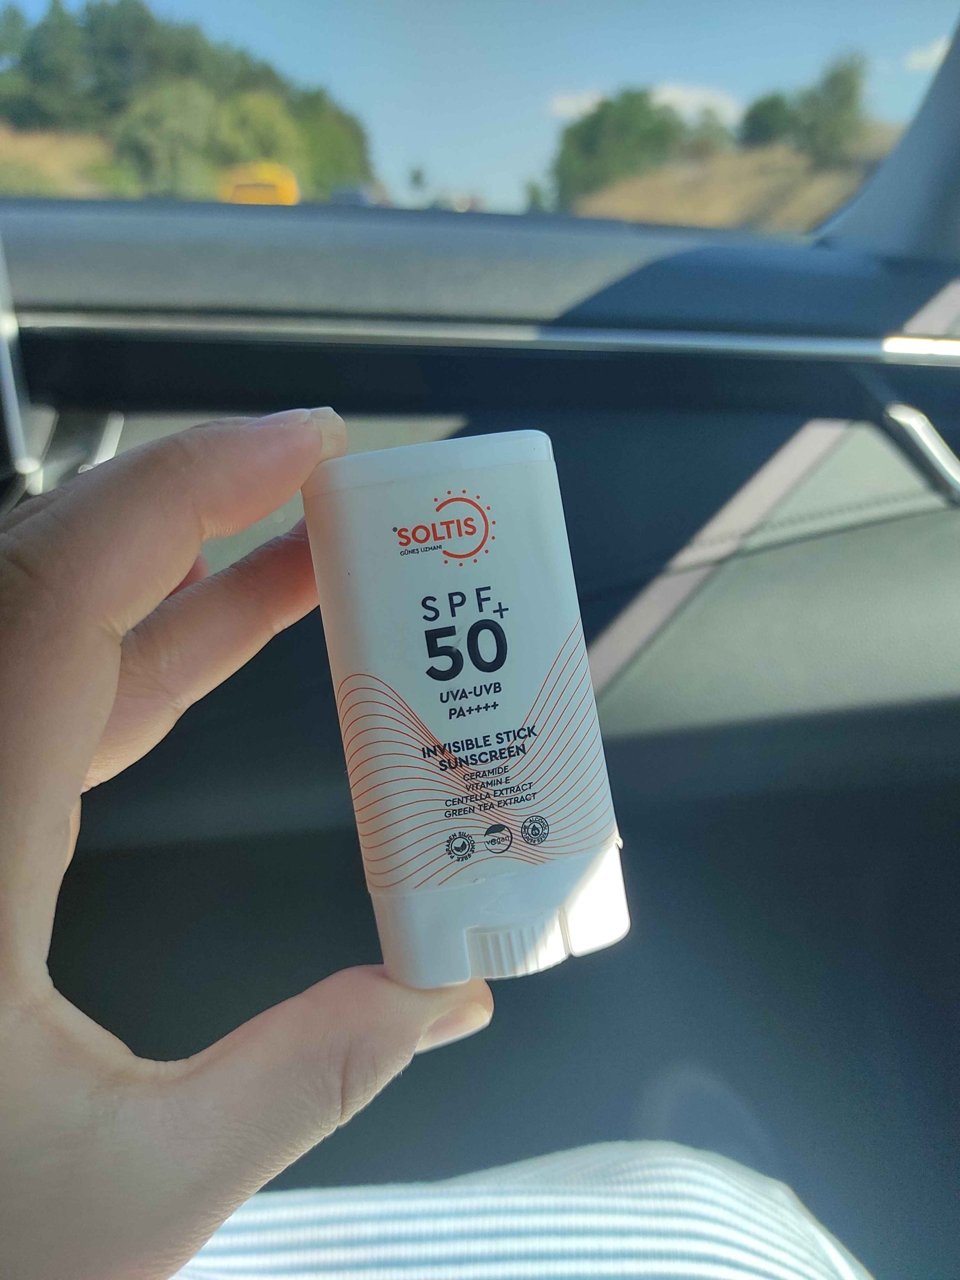 SOLTIS
GÜNEŞ UZMANI
SPF
50+
UVA-UVB
PA++++
INVISIBLE STICK
SUNSCREEN
CERAMIDE
VITAMIN E
CENTELLA EXTRACT
GREEN TEA EXTRACT
vegan